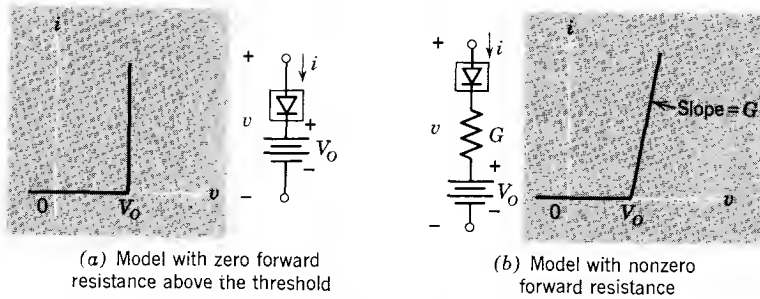 i
+
i
v
+
V_O
−
−
0
V_O
v
(a) Model with zero forward
resistance above the threshold
+
i
v
G
+
V_O
−
−
i
Slope = G
0
V_O
v
(b) Model with nonzero
forward resistance